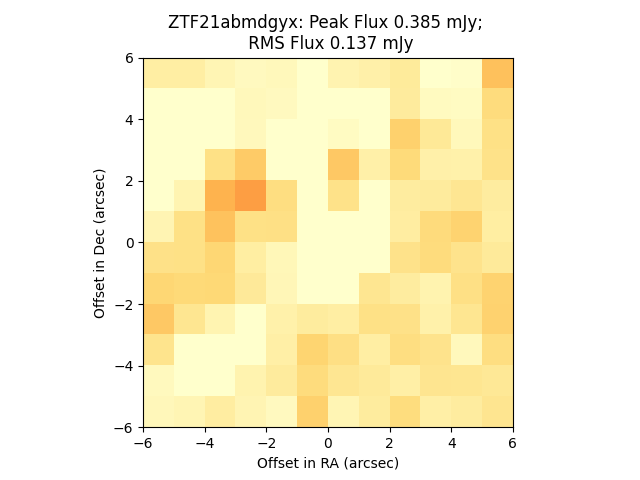 ZTF21abmdgyx: Peak Flux 0.385 mJy;
RMS Flux 0.137 mJy
6
4
2
0
−2
−4
−6
Offset in Dec (arcsec)
−6 −4 −2 0 2 4 6
Offset in RA (arcsec)